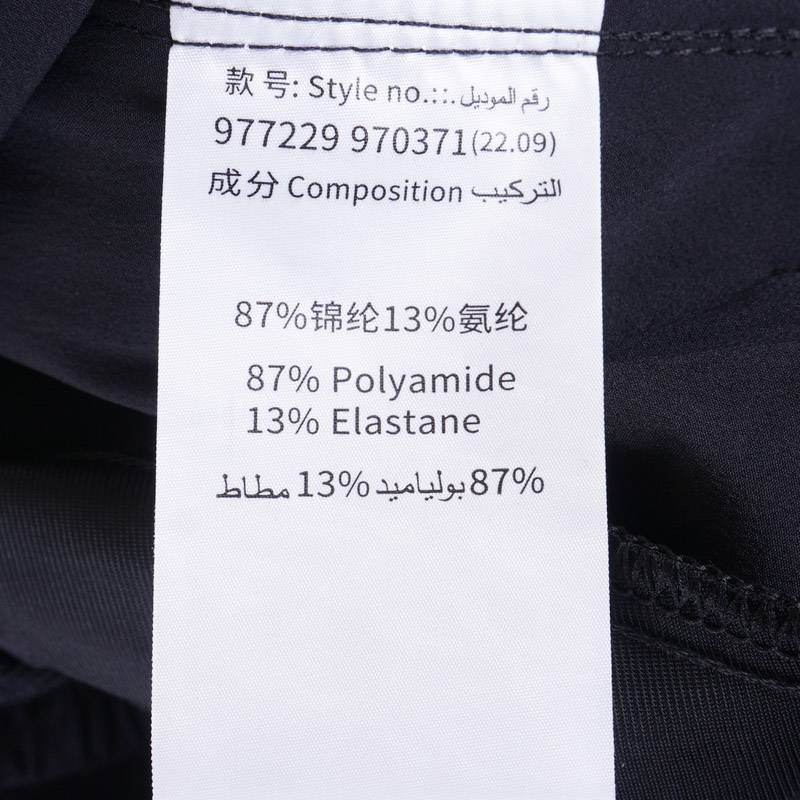 款 号: Style no.::. رقم الموديل
977229 970371(22.09)
成分 Composition التركيب
87%锦纶13%氨纶
87% Polyamide
13% Elastane
87% بولياميد 13% مطاط